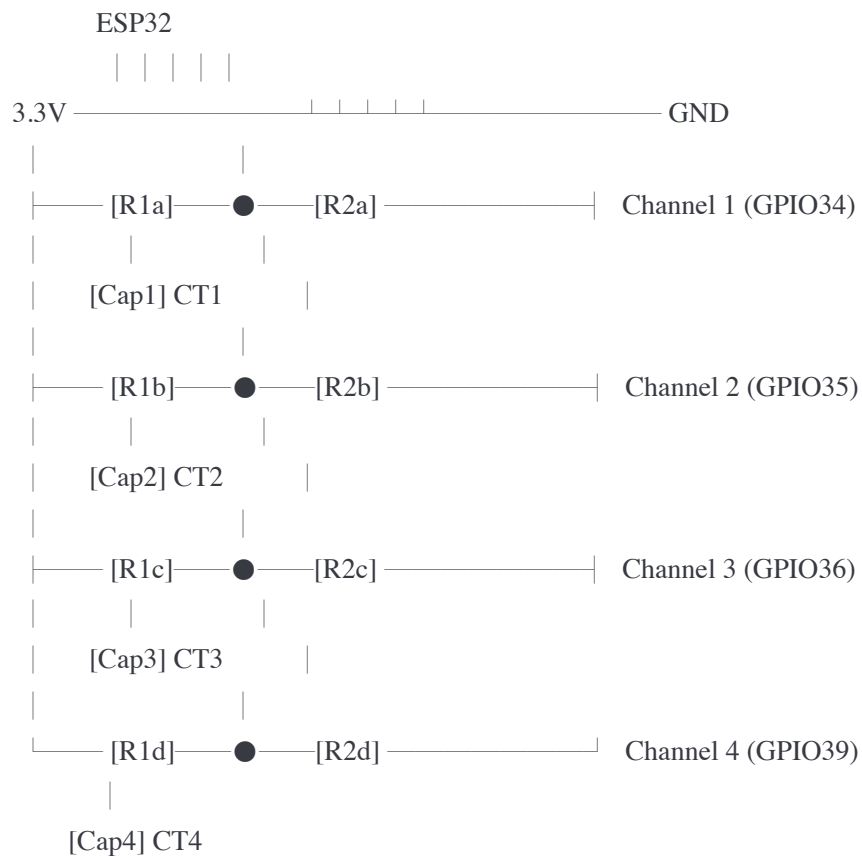 ESP32
3.3V GND
[R1a] [R2a] Channel 1 (GPIO34)
[Cap1] CT1
[R1b] [R2b] Channel 2 (GPIO35)
[Cap2] CT2
[R1c] [R2c] Channel 3 (GPIO36)
[Cap3] CT3
[R1d] [R2d] Channel 4 (GPIO39)
[Cap4] CT4